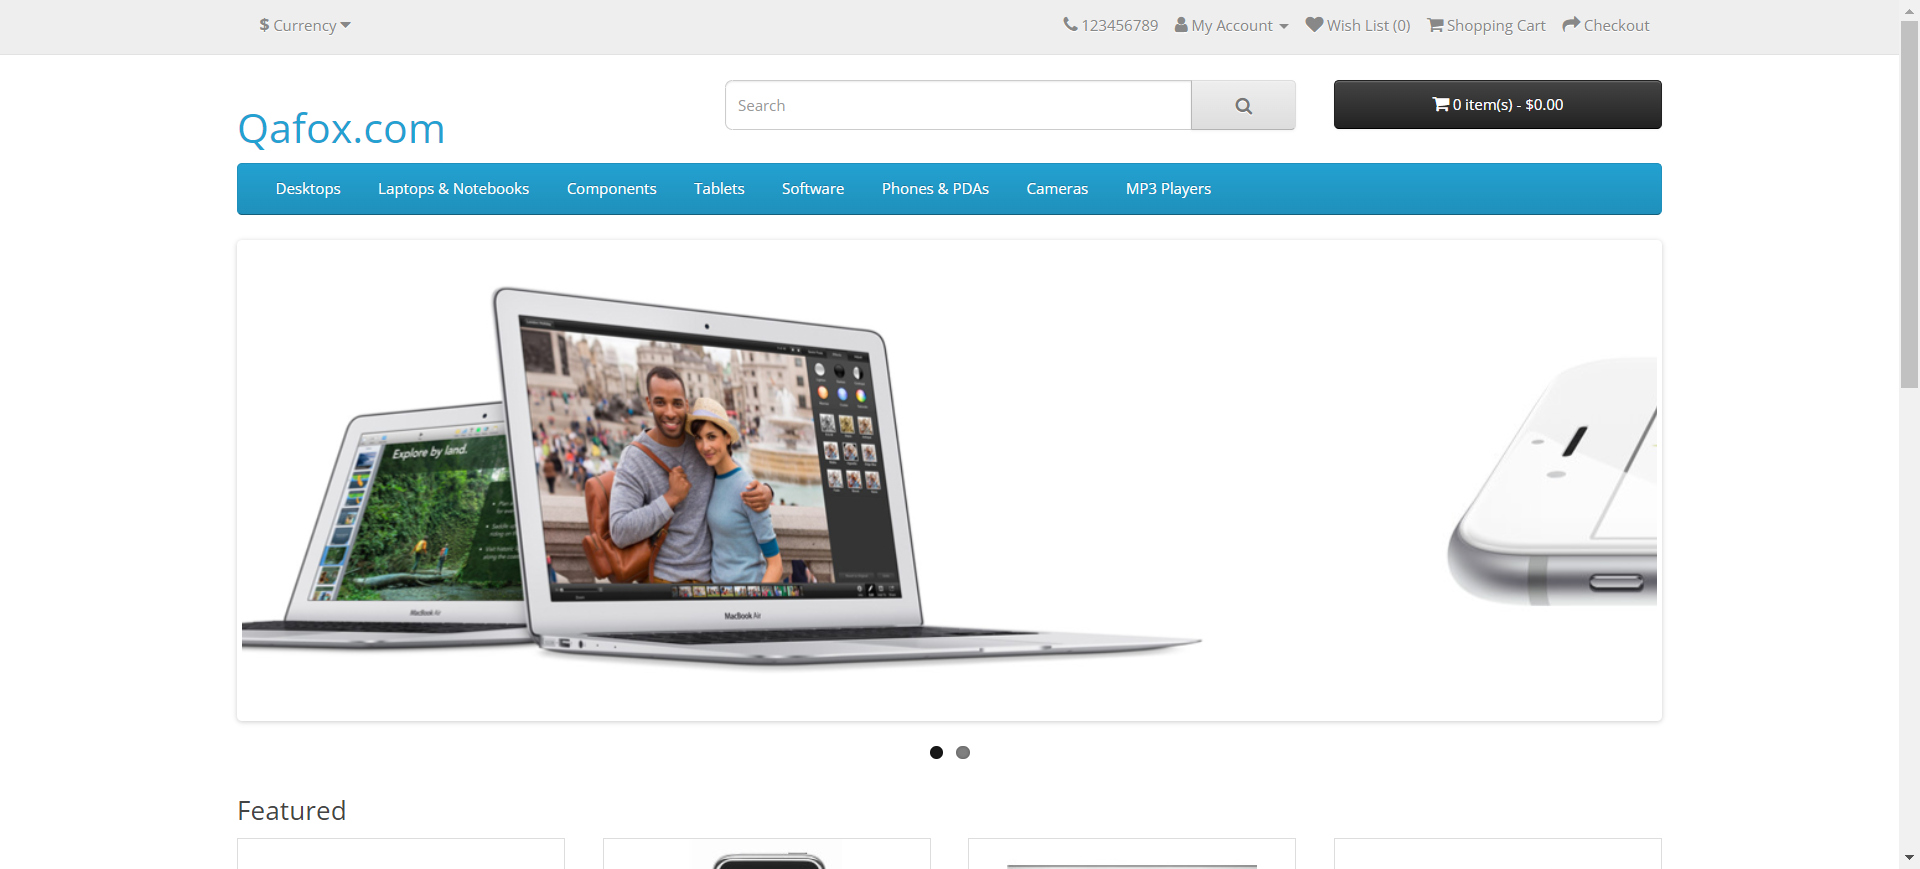 $ Currency
123456789 My Account Wish List (0) Shopping Cart Checkout
Search
0 item(s) - $0.00
Qafox.com
Desktops Laptops & Notebooks Components Tablets Software Phones & PDAs Cameras MP3 Players
Explore by land.
MacBook Air
MacBook Air
Featured